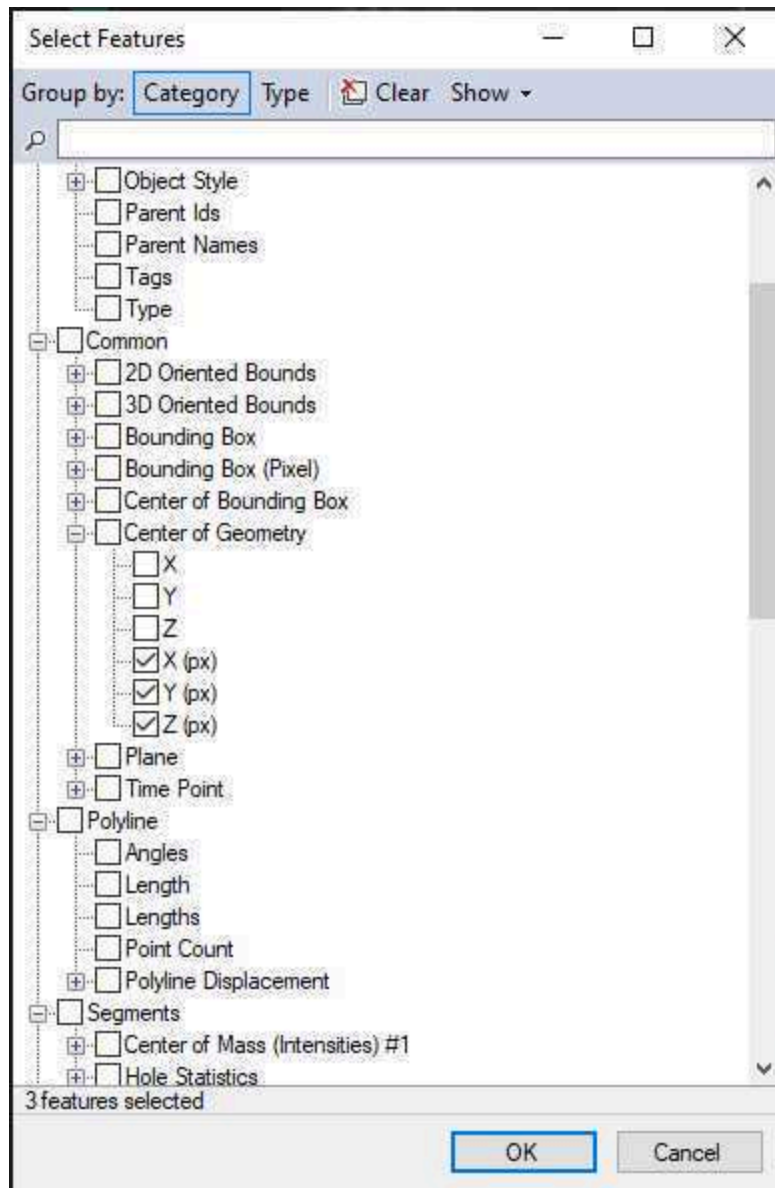 Select Features
Group by: Category Type Clear Show
Object Style
Parent Ids
Parent Names
Tags
Type
Common
2D Oriented Bounds
3D Oriented Bounds
Bounding Box
Bounding Box (Pixel)
Center of Bounding Box
Center of Geometry
X
Y
Z
X (px)
Y (px)
Z (px)
Plane
Time Point
Polyline
Angles
Length
Lengths
Point Count
Polyline Displacement
Segments
Center of Mass (Intensities) #1
Hole Statistics
3 features selected
OK Cancel